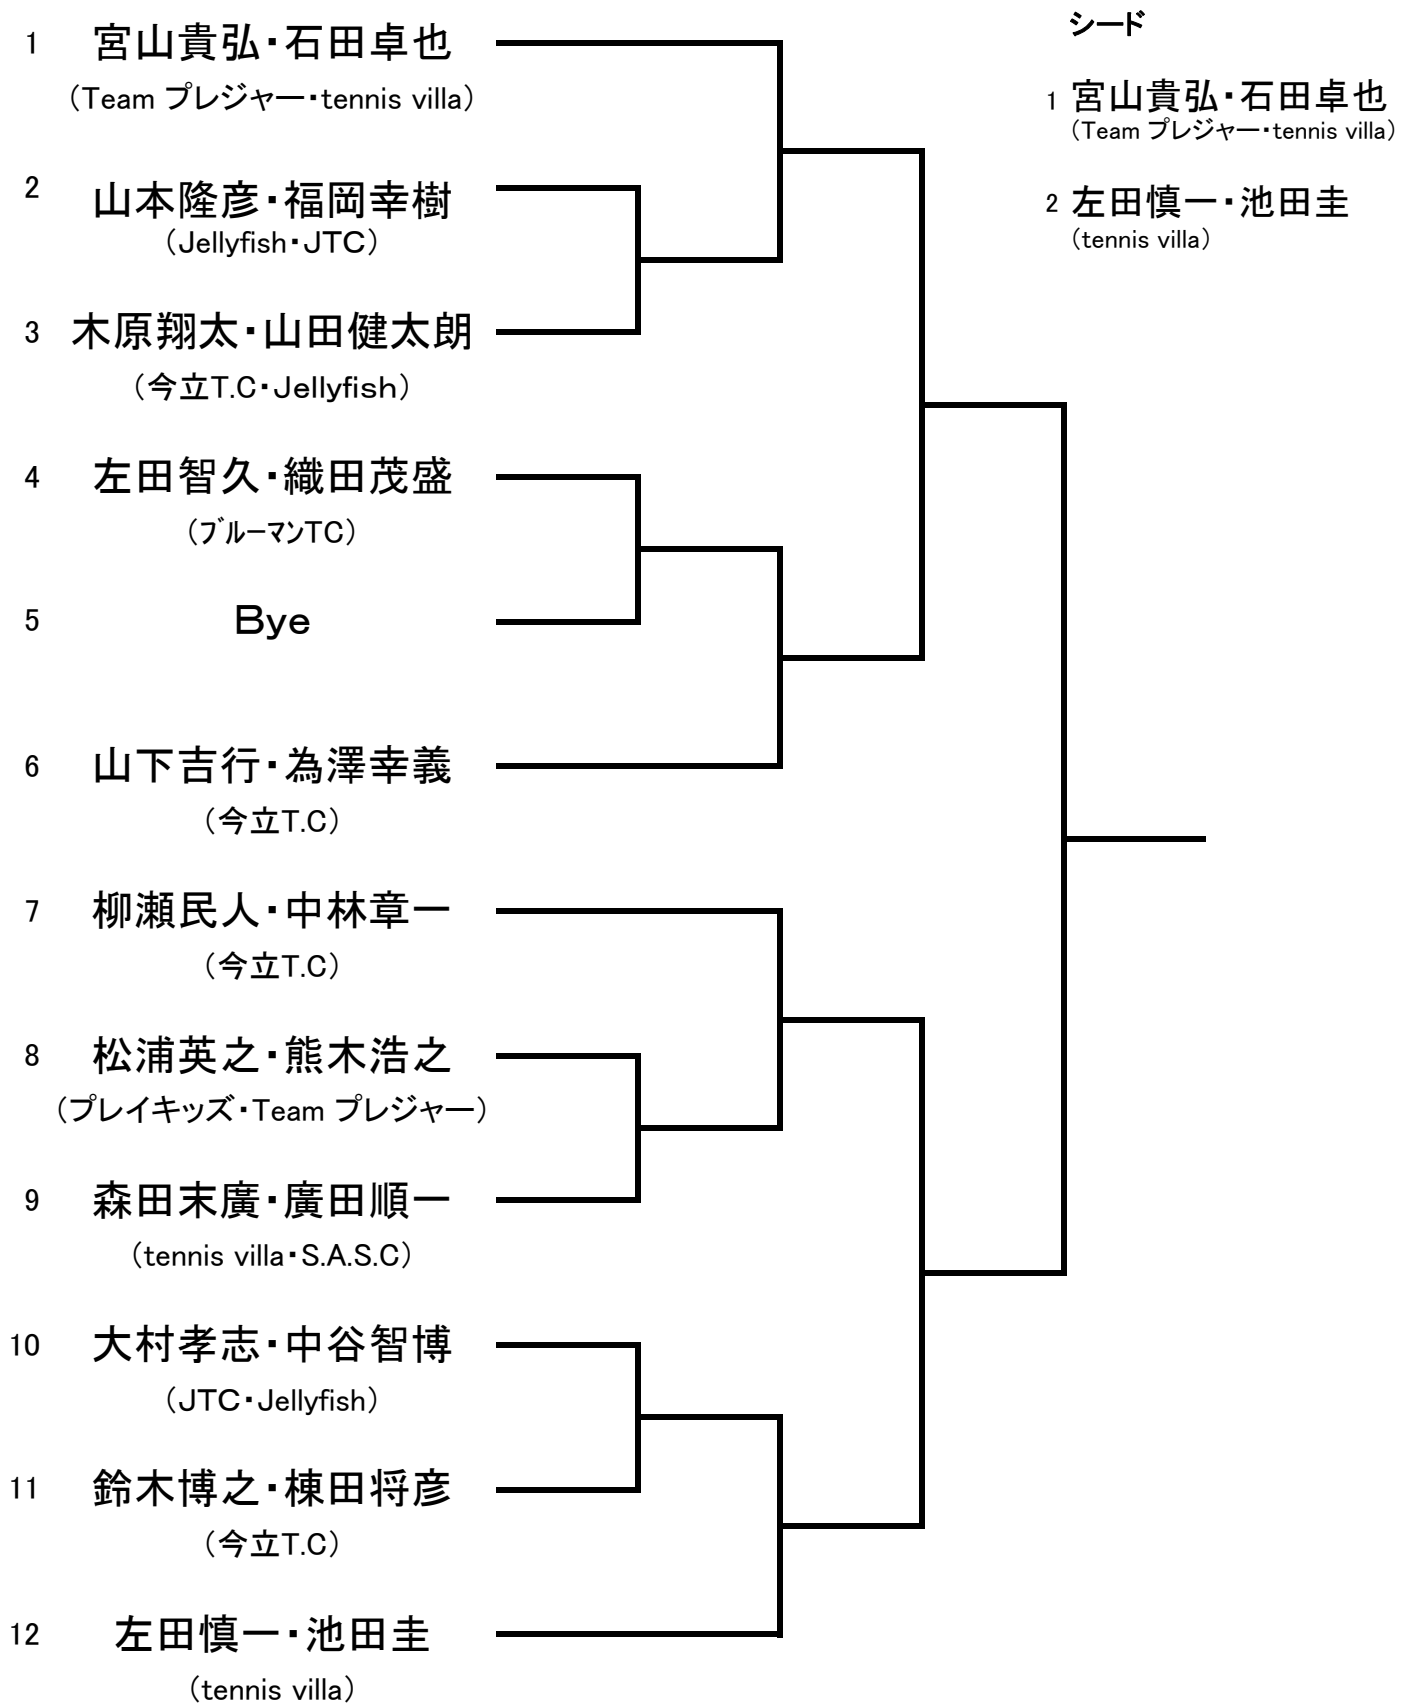 1 宮山貴弘・石田卓也
（Team プレジャー・tennis villa）
2 山本隆彦・福岡幸樹
（Jellyfish・JTC）
3 木原翔太・山田健太朗
（今立T.C・Jellyfish）
4 左田智久・織田茂盛
（ブルーマンTC）
5 Bye
6 山下吉行・為澤幸義
（今立T.C）
7 柳瀬民人・中林章一
（今立T.C）
8 松浦英之・熊木浩之
（プレイキッズ・Team プレジャー）
9 森田末廣・廣田順一
（tennis villa・S.A.S.C）
10 大村孝志・中谷智博
（JTC・Jellyfish）
11 鈴木博之・棟田将彦
（今立T.C）
12 左田慎一・池田圭
（tennis villa）
シード
1 宮山貴弘・石田卓也
（Team プレジャー・tennis villa）
2 左田慎一・池田圭
（tennis villa）